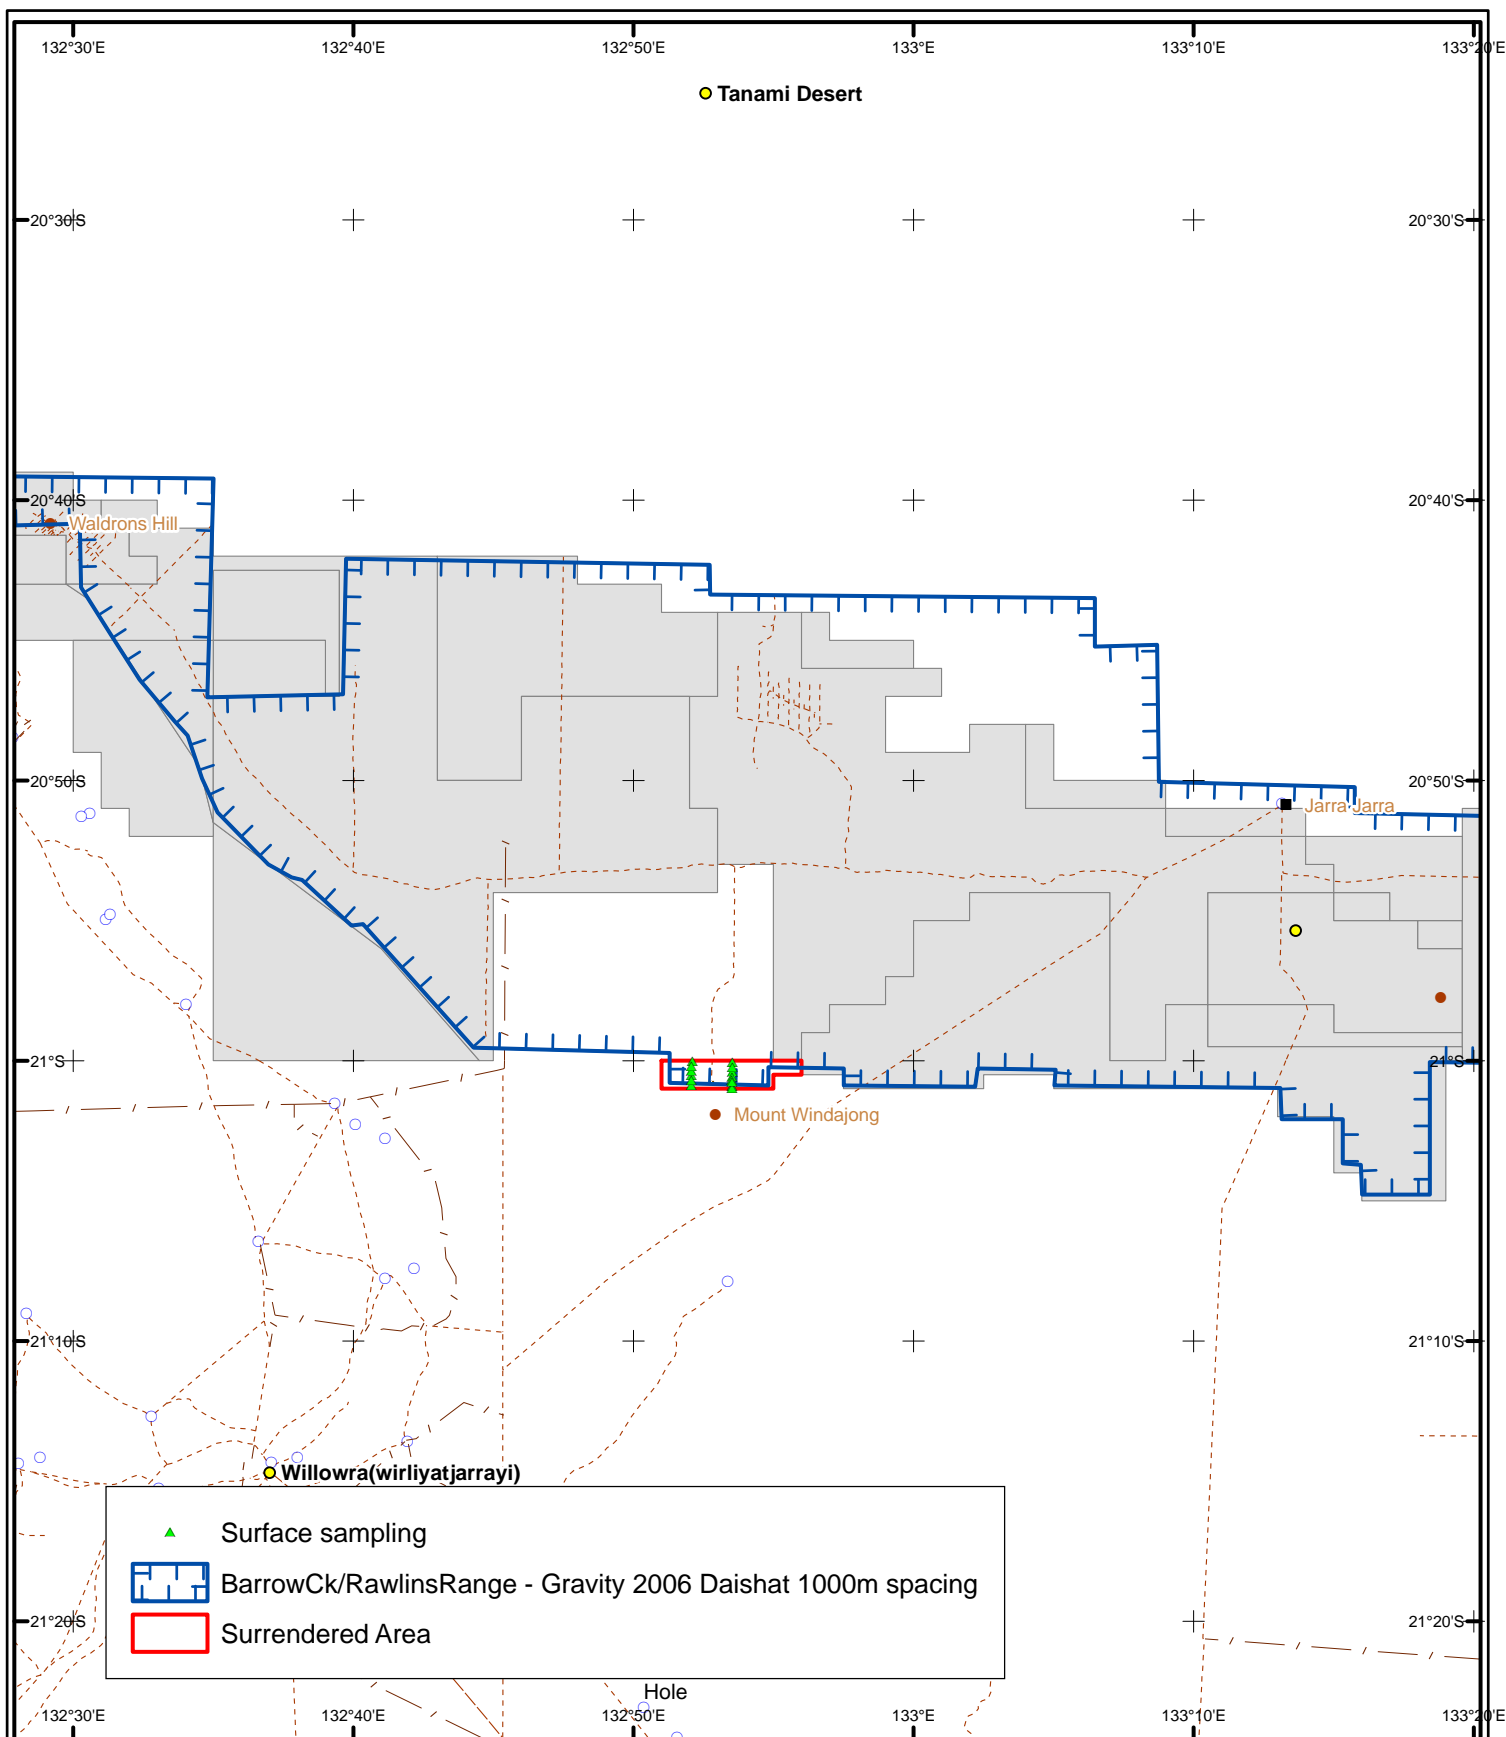 132°30'E 132°40'E 132°50'E 133°E 133°10'E 133°20'E
Tanami Desert
20°30'S 20°30'S
20°40'S 20°40'S
Waldrons Hill
20°50'S 20°50'S
Jarra Jarra
21°S 21°S
Mount Windajong
21°10'S 21°10'S
Willowra(wirliyatjarrayi)
Surface sampling
BarrowCk/RawlinsRange - Gravity 2006 Daishat 1000m spacing
21°20'S 21°20'S
Surrendered Area
Hole
132°30'E 132°40'E 132°50'E 133°E 133°10'E 133°20'E